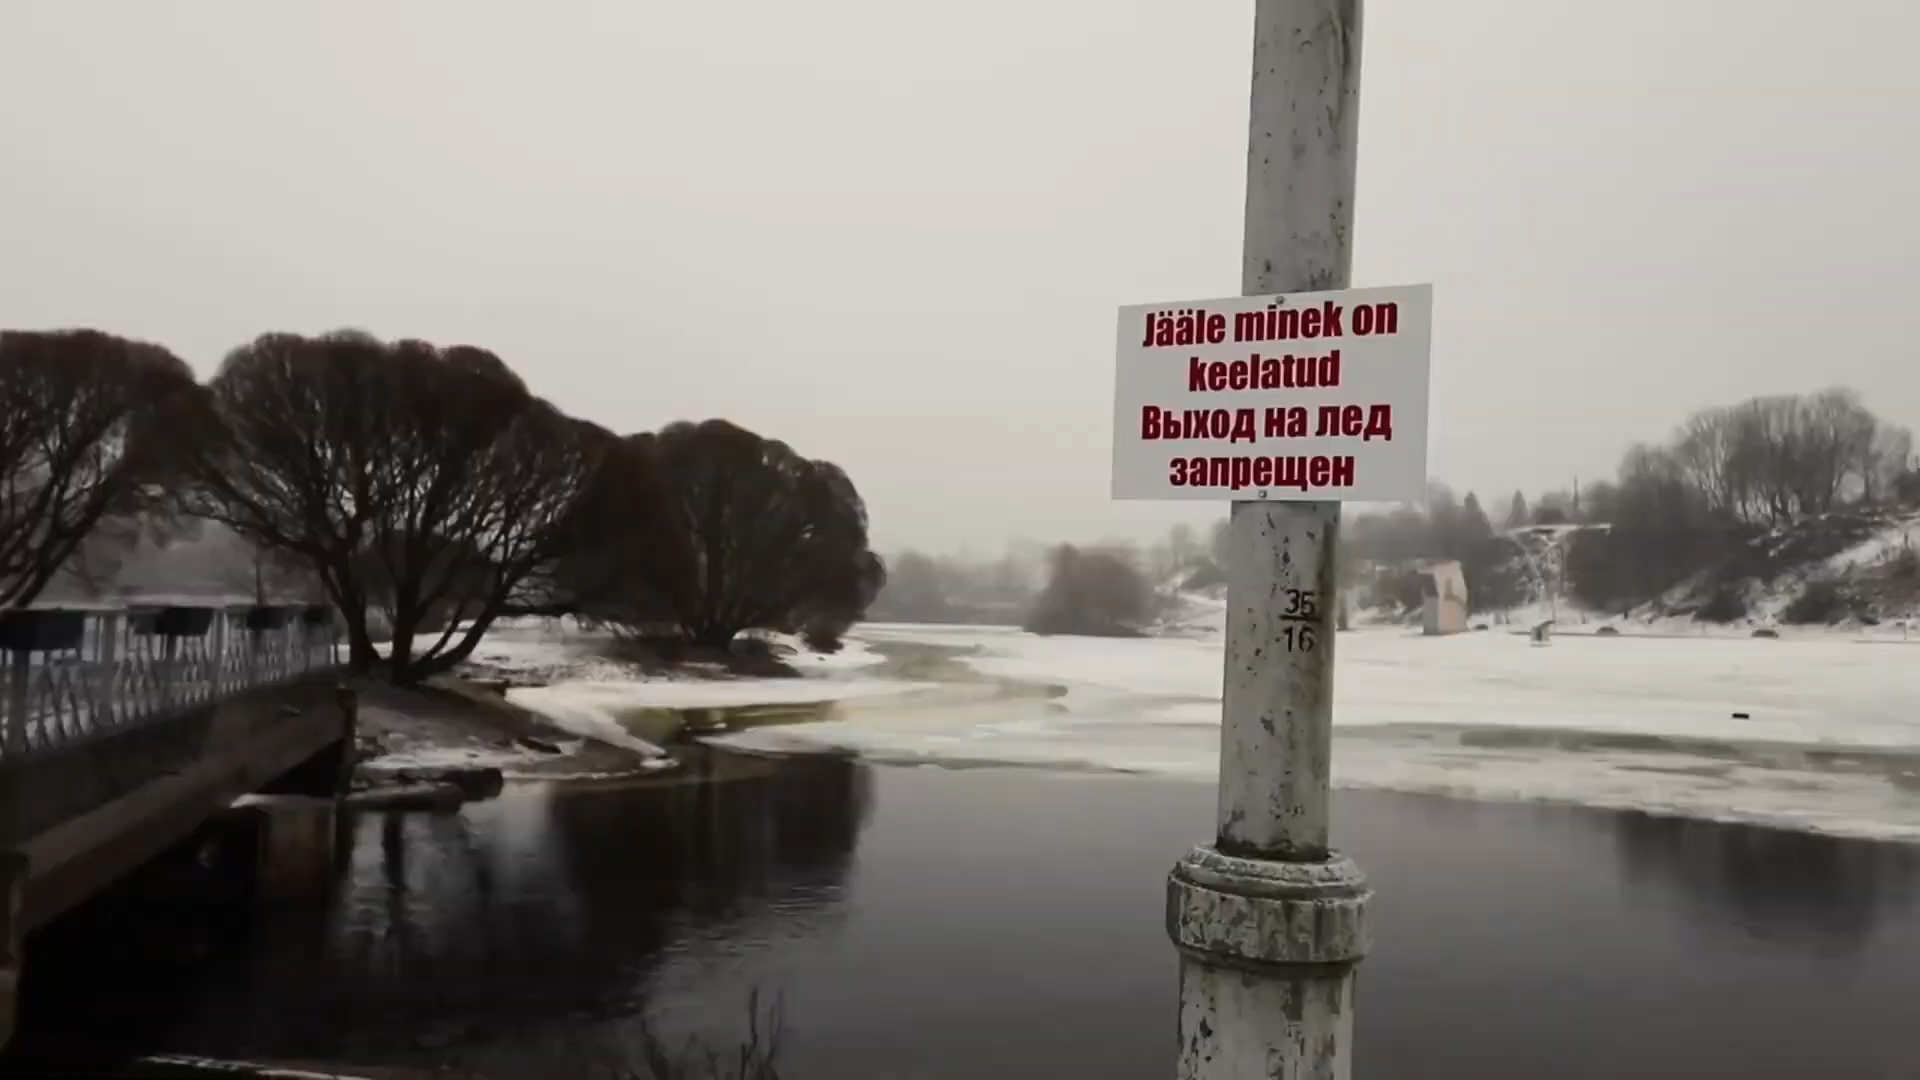 Jääle minek on
keelatud
Выход на лед
запрещен
35
16